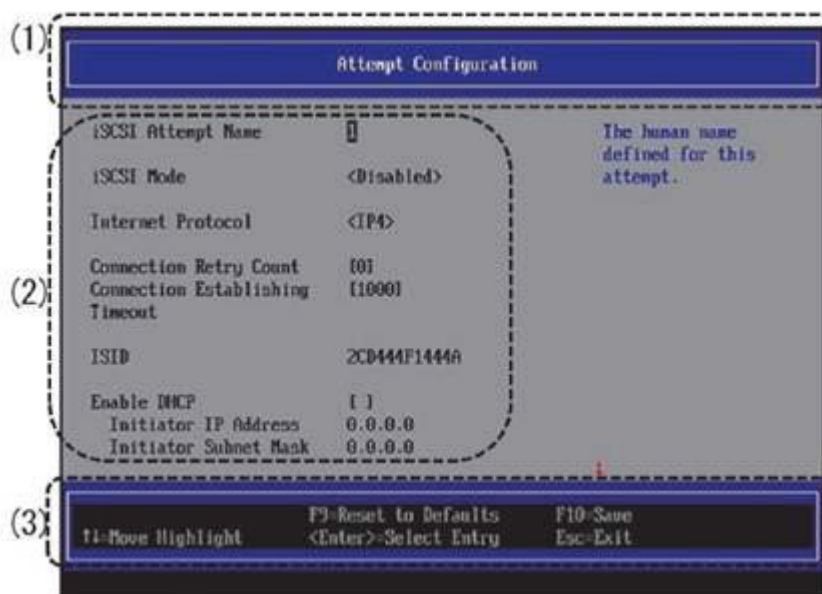 (1)
Attempt Configuration
iSCSI Attempt Name 1
The human name
defined for this
attempt.
iSCSI Mode <Disabled>
Internet Protocol <IP4>
(2)
Connection Retry Count [0]
Connection Establishing [1000]
Timeout
ISID 2CD444F1444A
Enable DHCP [ ]
Initiator IP Address 0.0.0.0
Initiator Subnet Mask 0.0.0.0
↓
(3)
F9=Reset to Defaults F10=Save
↑↓=Move Highlight <Enter>=Select Entry Esc=Exit